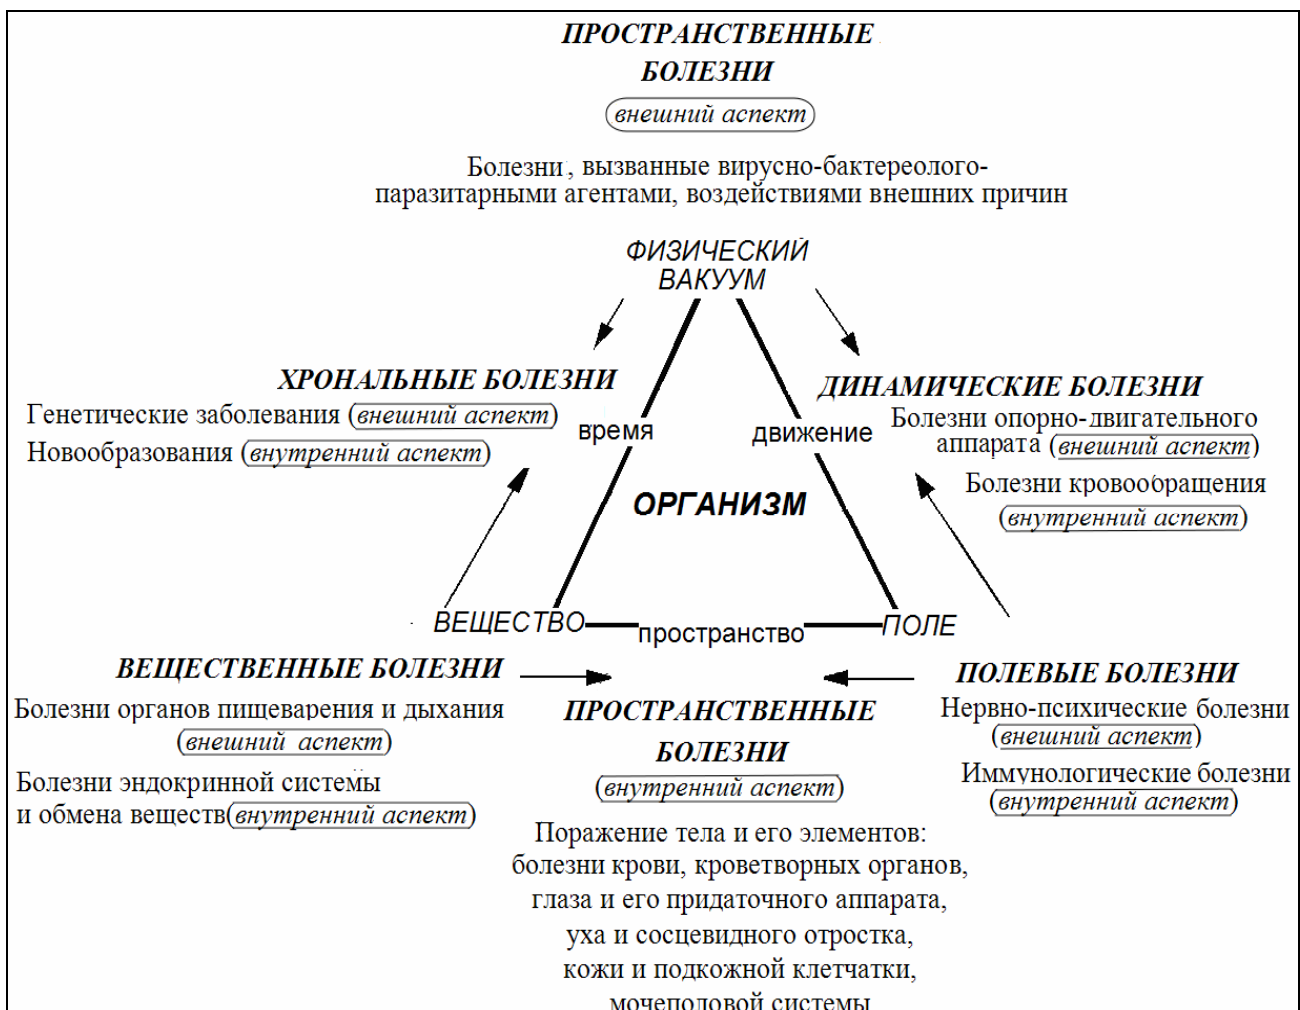 ПРОСТРАНСТВЕННЫЕ
БОЛЕЗНИ
внешний аспект
Болезни, вызванные вирусно-бактереолого-
паразитарными агентами, воздействиями внешних причин
ФИЗИЧЕСКИЙ
ВАКУУМ
ХРОНАЛЬНЫЕ БОЛЕЗНИ
Генетические заболевания (внешний аспект)
Новообразования (внутренний аспект)
ДИНАМИЧЕСКИЕ БОЛЕЗНИ
Болезни опорно-двигательного
аппарата (внешний аспект)
Болезни кровообращения
(внутренний аспект)
время
движение
ОРГАНИЗМ
ВЕЩЕСТВО
пространство
ПОЛЕ
ВЕЩЕСТВЕННЫЕ БОЛЕЗНИ
Болезни органов пищеварения и дыхания
(внешний аспект)
Болезни эндокринной системы
и обмена веществ(внутренний аспект)
ПРОСТРАНСТВЕННЫЕ
БОЛЕЗНИ
(внутренний аспект)
Поражение тела и его элементов:
болезни крови, кроветворных органов,
глаза и его придаточного аппарата,
уха и сосцевидного отростка,
кожи и подкожной клетчатки,
мочеполовой системы
ПОЛЕВЫЕ БОЛЕЗНИ
Нервно-психические болезни
(внешний аспект)
Иммунологические болезни
(внутренний аспект)